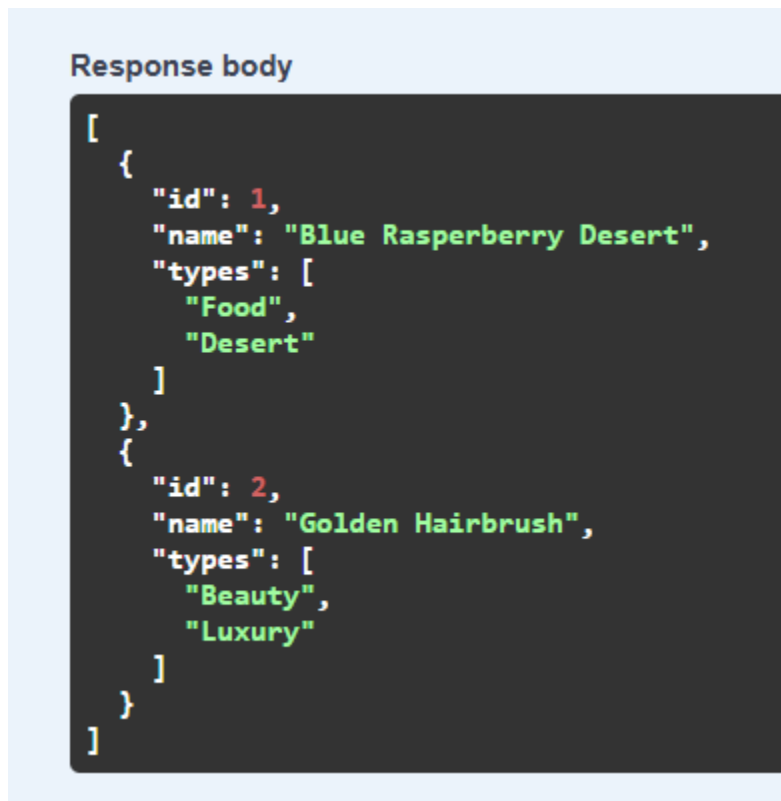 Response body
[
  {
    "id": 1,
    "name": "Blue Rasperberry Desert",
    "types": [
      "Food",
      "Desert"
    ]
  },
  {
    "id": 2,
    "name": "Golden Hairbrush",
    "types": [
      "Beauty",
      "Luxury"
    ]
  }
]